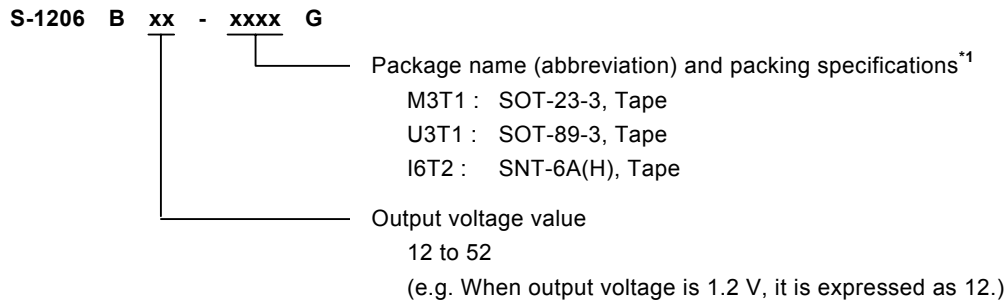 S-1206 B xx - xxxx G
Package name (abbreviation) and packing specifications*1
M3T1 : SOT-23-3, Tape
U3T1 : SOT-89-3, Tape
I6T2 : SNT-6A(H), Tape
Output voltage value
12 to 52
(e.g. When output voltage is 1.2 V, it is expressed as 12.)